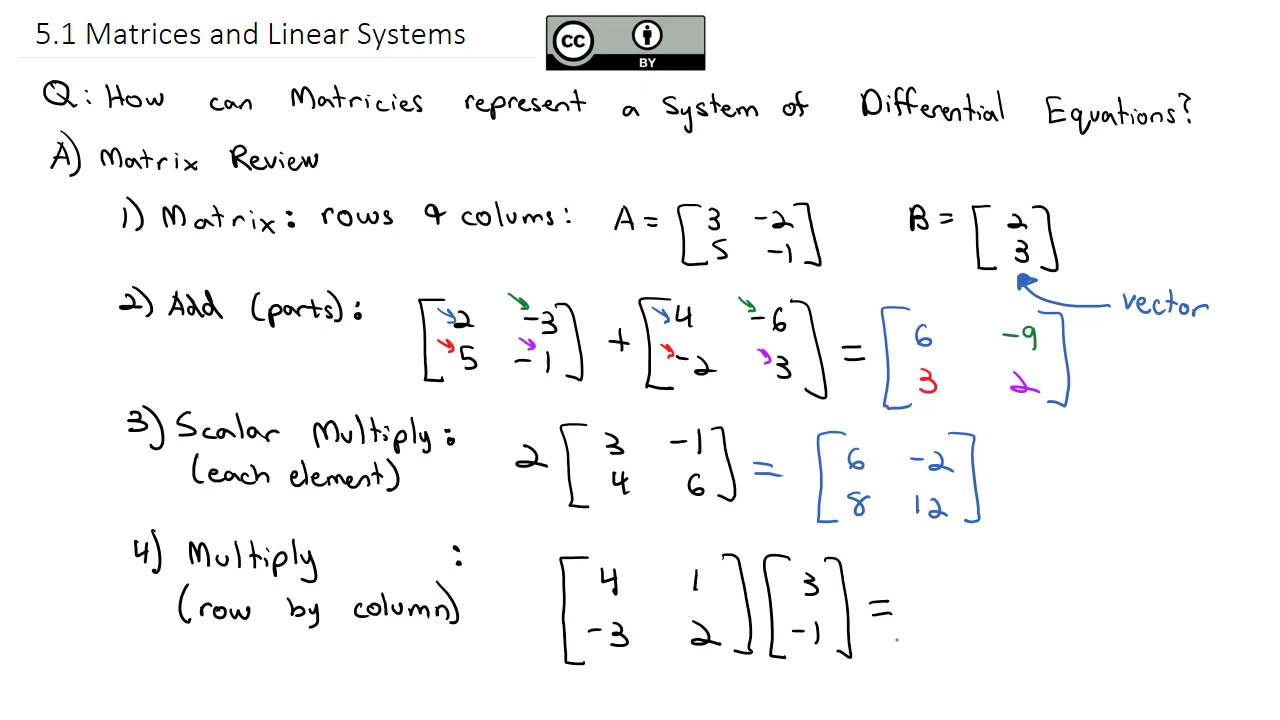 5.1 Matrices and Linear Systems
CC BY
Q: How can Matricies represent a System of Differential Equations?
A) Matrix Review
1) Matrix: rows & colums: A = [3 -2
5 -1] B = [2
3]
vector
2) Add (parts): [2 -3
5 -1] + [4 -6
-2 3] = [6 -9
3 2]
3) Scalar Multiply:
(each element)
2 [3 -1
4 6] = [6 -2
8 12]
4) Multiply :
(row by column)
[4 1
-3 2] [3
-1] =